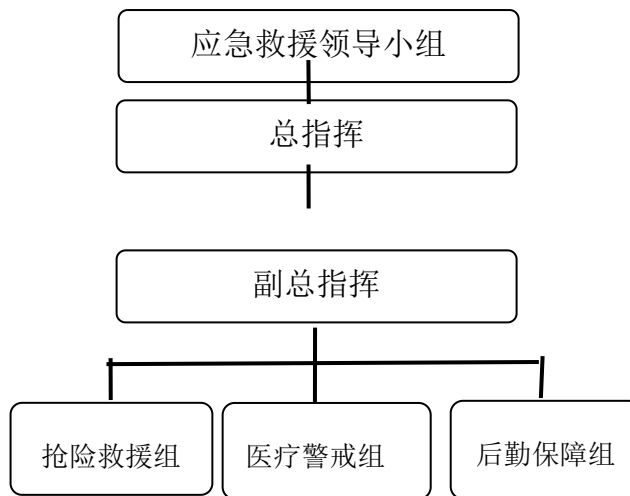 应急救援领导小组
总指挥
副总指挥
抢险救援组
医疗警戒组
后勤保障组